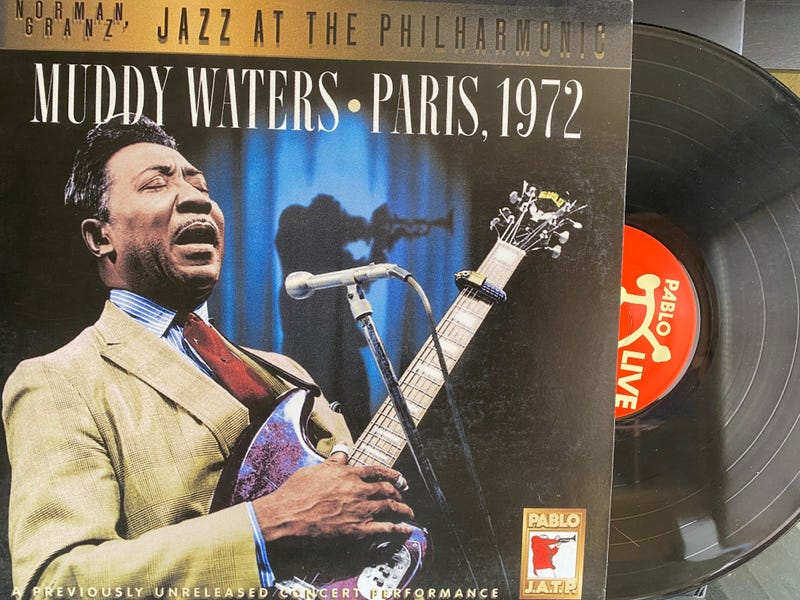 NORMAN
GRANZ'
JAZZ AT THE PHILHARMONIC
MUDDY WATERS • PARIS, 1972
PABLO
LIVE
PABLO
J.A.T.P.
A PREVIOUSLY UNRELEASED CONCERT PERFORMANCE